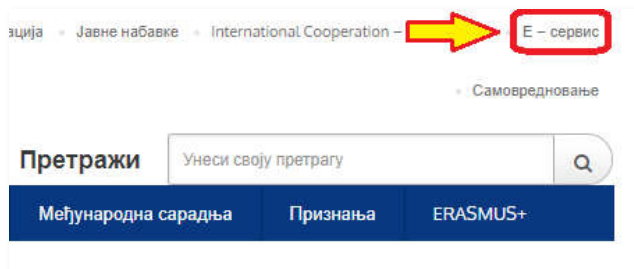 ација Јавне набавке International Cooperation – Е – сервис
Самовредновање
Претражи Унеси своју претрагу
Међународна сарадња Признања ERASMUS+